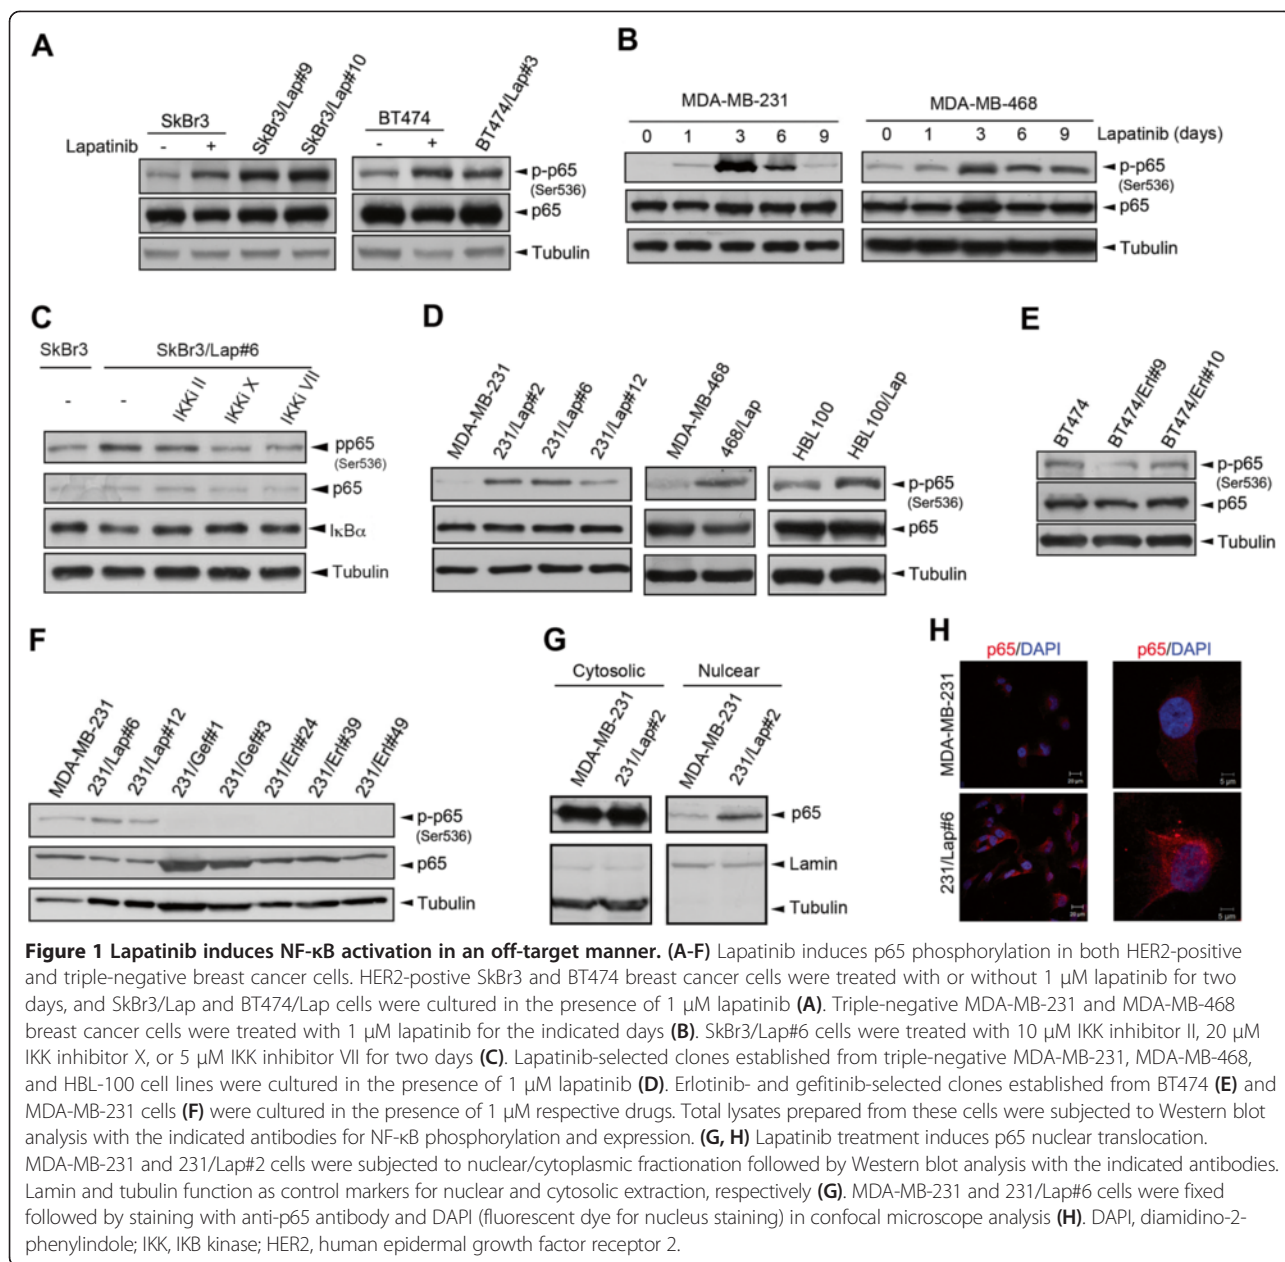 A
SkBr3
SkBr3/Lap#9
SkBr3/Lap#10
BT474
BT474/Lap#3
Lapatinib
-
+
-
+
p-p65
(Ser536)
p65
Tubulin
B
MDA-MB-231
MDA-MB-468
0 1 3 6 9
0 1 3 6 9
Lapatinib (days)
p-p65
(Ser536)
p65
Tubulin
C
SkBr3
SkBr3/Lap#6
-
-
IKKi II
IKKi X
IKKi VII
pp65
(Ser536)
p65
IκBα
Tubulin
D
MDA-MB-231
231/Lap#2
231/Lap#6
231/Lap#12
MDA-MB-468
468/Lap
HBL100
HBL100/Lap
p-p65
(Ser536)
p65
Tubulin
E
BT474
BT474/Erl#9
BT474/Erl#10
p-p65
(Ser536)
p65
Tubulin
F
MDA-MB-231
231/Lap#6
231/Lap#12
231/Gef#1
231/Gef#3
231/Erl#24
231/Erl#39
231/Erl#49
p-p65
(Ser536)
p65
Tubulin
G
Cytosolic
Nulcear
MDA-MB-231
231/Lap#2
MDA-MB-231
231/Lap#2
p65
Lamin
Tubulin
H
p65/DAPI
p65/DAPI
MDA-MB-231
231/Lap#6
20 µm
5 µm
20 µm
5 µm
Figure 1 Lapatinib induces NF-κB activation in an off-target manner. (A-F) Lapatinib induces p65 phosphorylation in both HER2-positive
and triple-negative breast cancer cells. HER2-postive SkBr3 and BT474 breast cancer cells were treated with or without 1 μM lapatinib for two
days, and SkBr3/Lap and BT474/Lap cells were cultured in the presence of 1 μM lapatinib (A). Triple-negative MDA-MB-231 and MDA-MB-468
breast cancer cells were treated with 1 μM lapatinib for the indicated days (B). SkBr3/Lap#6 cells were treated with 10 μM IKK inhibitor II, 20 μM
IKK inhibitor X, or 5 μM IKK inhibitor VII for two days (C). Lapatinib-selected clones established from triple-negative MDA-MB-231, MDA-MB-468,
and HBL-100 cell lines were cultured in the presence of 1 μM lapatinib (D). Erlotinib- and gefitinib-selected clones established from BT474 (E) and
MDA-MB-231 cells (F) were cultured in the presence of 1 μM respective drugs. Total lysates prepared from these cells were subjected to Western blot
analysis with the indicated antibodies for NF-κB phosphorylation and expression. (G, H) Lapatinib treatment induces p65 nuclear translocation.
MDA-MB-231 and 231/Lap#2 cells were subjected to nuclear/cytoplasmic fractionation followed by Western blot analysis with the indicated antibodies.
Lamin and tubulin function as control markers for nuclear and cytosolic extraction, respectively (G). MDA-MB-231 and 231/Lap#6 cells were fixed
followed by staining with anti-p65 antibody and DAPI (fluorescent dye for nucleus staining) in confocal microscope analysis (H). DAPI, diamidino-2-
phenylindole; IKK, IKB kinase; HER2, human epidermal growth factor receptor 2.